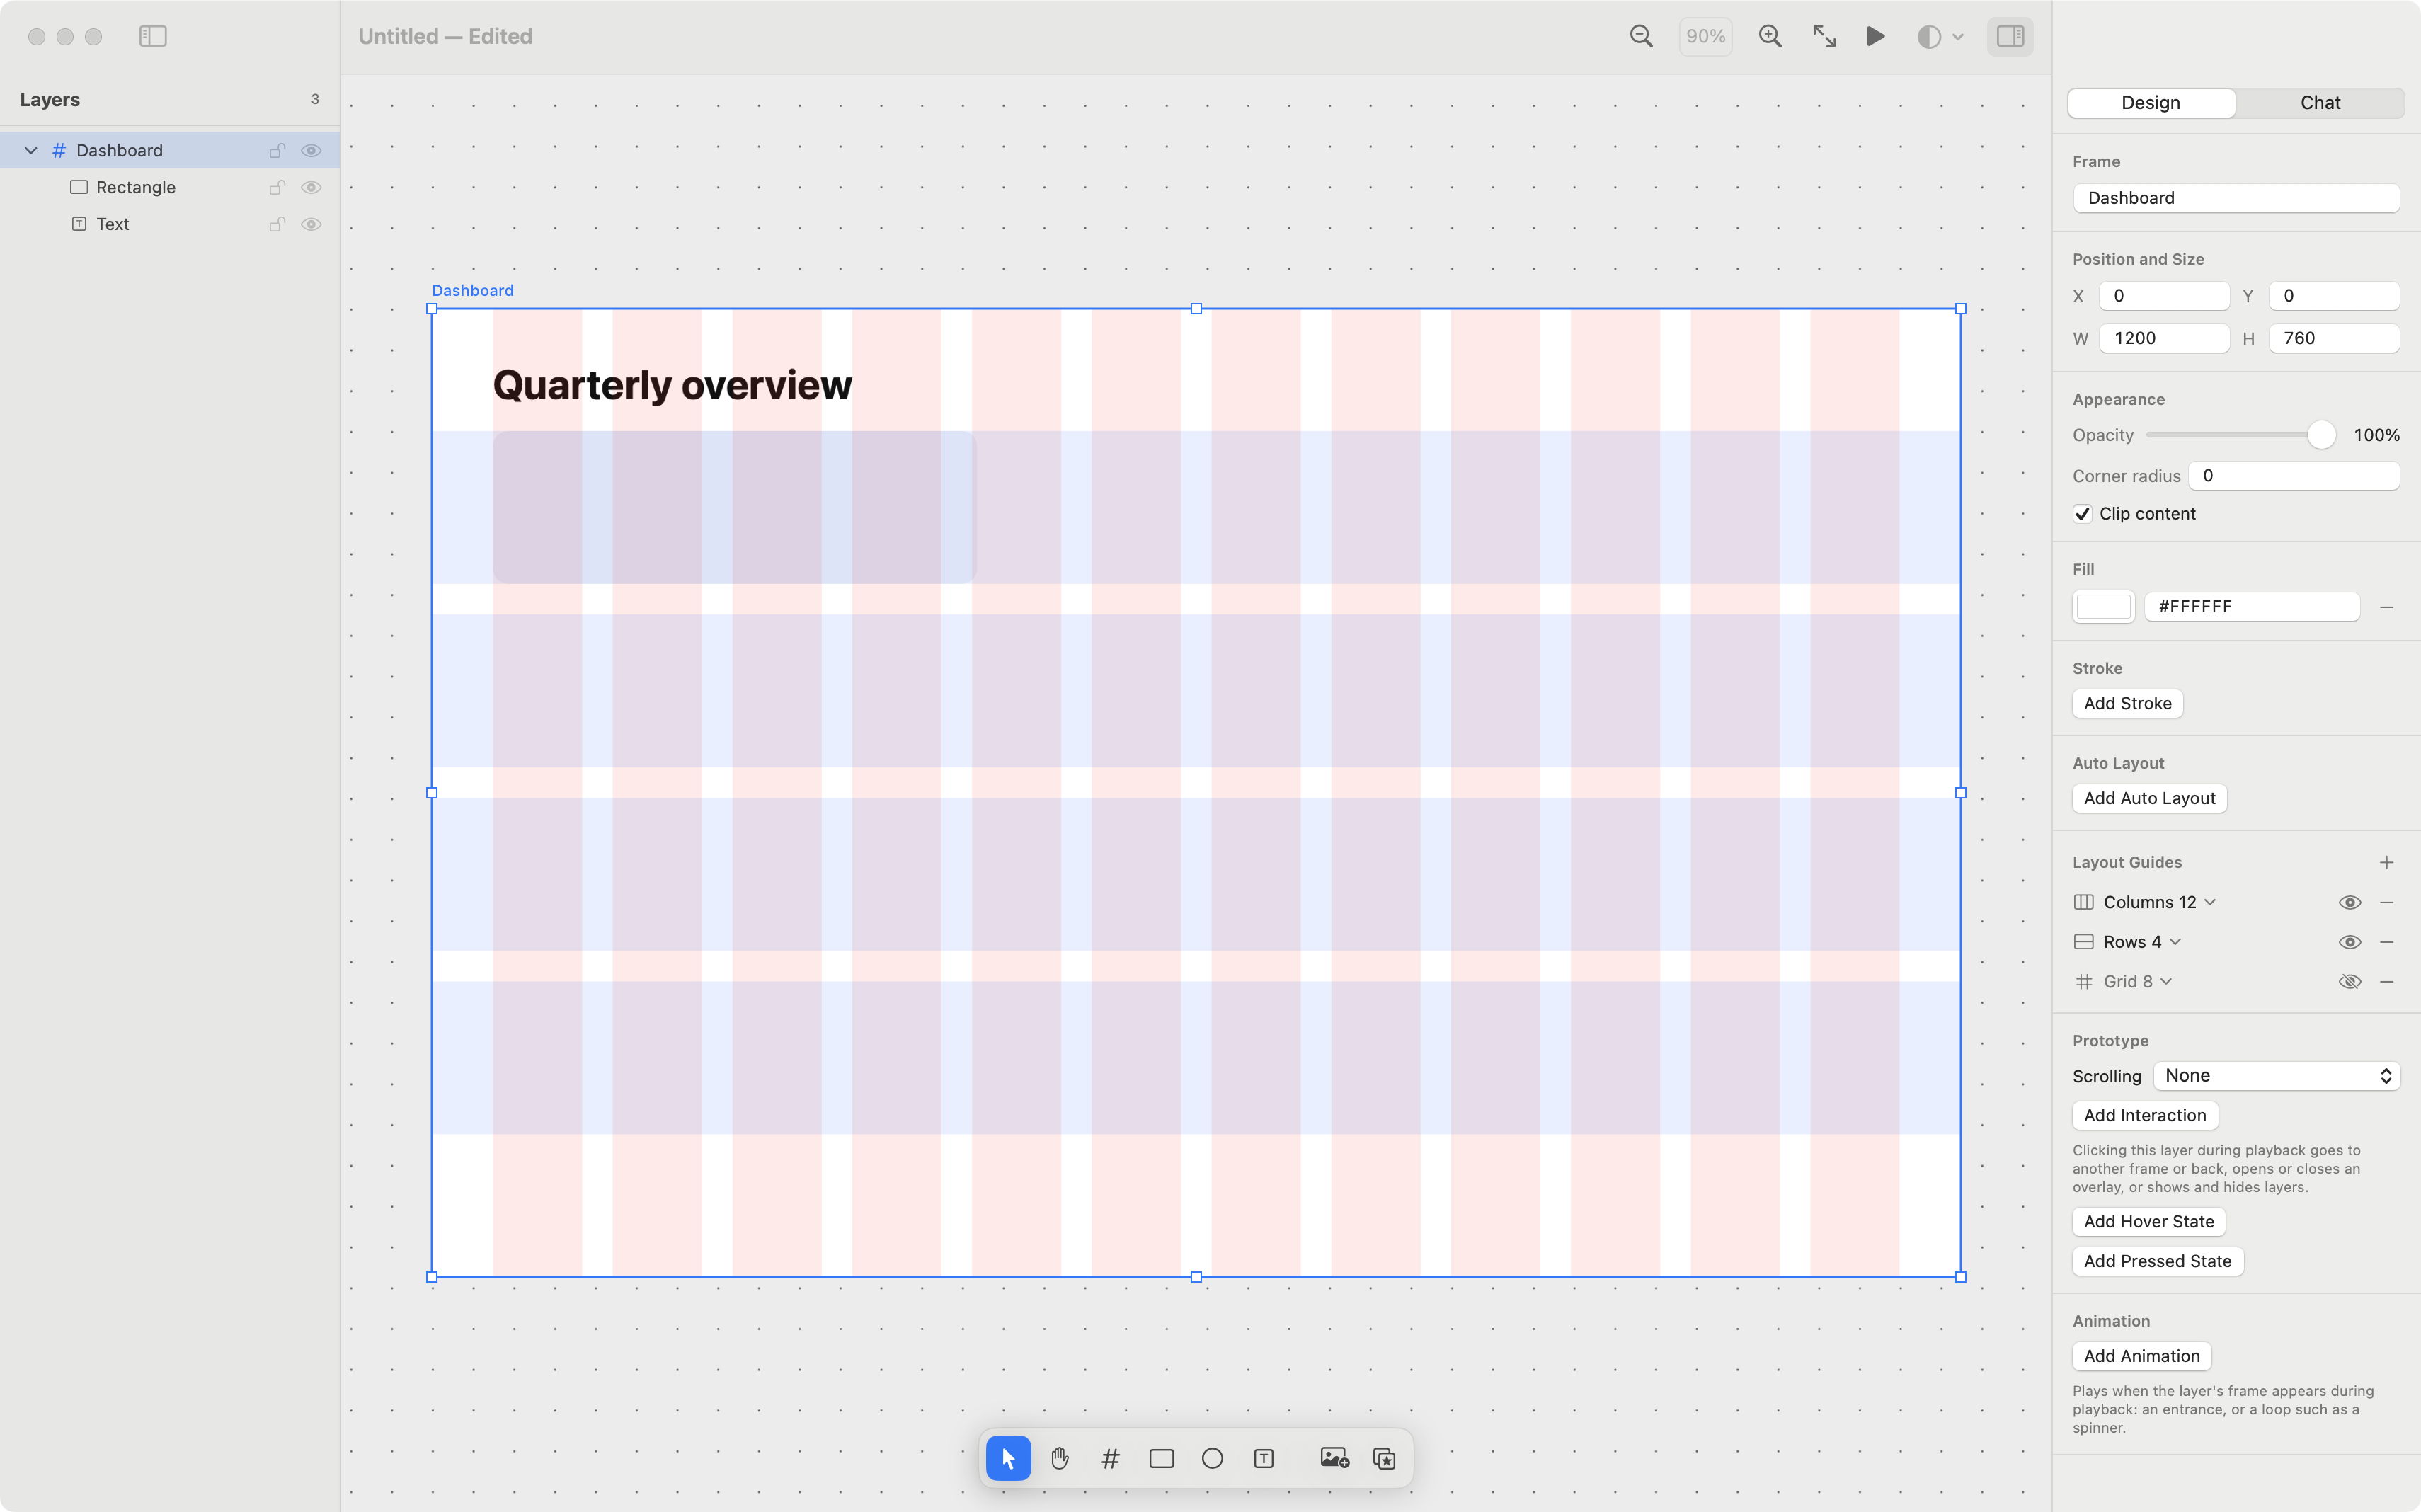 Untitled — Edited
90%
Layers
3
Dashboard
Rectangle
Text
Dashboard
Quarterly overview
Design
Chat
Frame
Dashboard
Position and Size
X
0
Y
0
W
1200
H
760
Appearance
Opacity
100%
Corner radius
0
Clip content
Fill
#FFFFFF
Stroke
Add Stroke
Auto Layout
Add Auto Layout
Layout Guides
Columns 12
Rows 4
Grid 8
Prototype
Scrolling
None
Add Interaction
Clicking this layer during playback goes to
another frame or back, opens or closes an
overlay, or shows and hides layers.
Add Hover State
Add Pressed State
Animation
Add Animation
Plays when the layer's frame appears during
playback: an entrance, or a loop such as a
spinner.